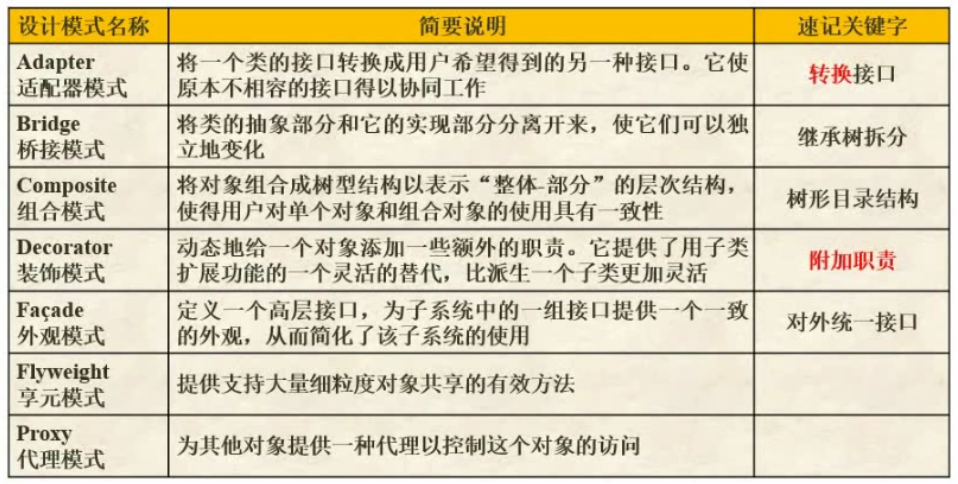 设计模式名称 简要说明 速记关键字
Adapter
适配器模式
将一个类的接口转换成用户希望得到的另一种接口。它使
原本不相容的接口得以协同工作
转换接口
Bridge
桥接模式
将类的抽象部分和它的实现部分分离开来，使它们可以独
立地变化
继承树拆分
Composite
组合模式
将对象组合成树型结构以表示“整体-部分”的层次结构，
使得用户对单个对象和组合对象的使用具有一致性
树形目录结构
Decorator
装饰模式
动态地给一个对象添加一些额外的职责。它提供了用子类
扩展功能的一个灵活的替代，比派生一个子类更加灵活
附加职责
Façade
外观模式
定义一个高层接口，为子系统中的一组接口提供一个一致
的外观，从而简化了该子系统的使用
对外统一接口
Flyweight
享元模式
提供支持大量细粒度对象共享的有效方法
Proxy
代理模式
为其他对象提供一种代理以控制这个对象的访问